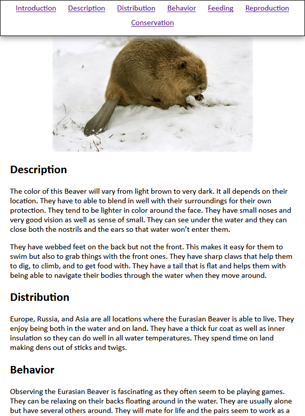 Introduction Description Distribution Behavior Feeding Reproduction
Conservation
Description
The color of this Beaver will vary from light brown to very dark. It all depends on their
location. They have to able to blend in well with their surroundings for their own
protection. They tend to be lighter in color around the face. They have small noses and
very good vision as well as sense of small. They can see under the water and they can
close both the nostrils and the ears so that water won't enter them.
They have webbed feet on the back but not the front. This makes it easy for them to
swim but also to grab things with the front ones. They have sharp claws that help them
to dig, to climb, and to get food with. They have a tail that is flat and helps them with
being able to navigate their bodies through the water when they move around.
Distribution
Europe, Russia, and Asia are all locations where the Eurasian Beaver is able to live. They
enjoy being both in the water and on land. They have a thick fur coat as well as inner
insulation so they can do well in all water temperatures. They spend time on land
making dens out of sticks and twigs.
Behavior
Observing the Eurasian Beaver is fascinating as they often seem to be playing games.
They can be relaxing on their backs floating around in the water. They are usually alone
but have several others around. They will mate for life and the pairs seem to work as a